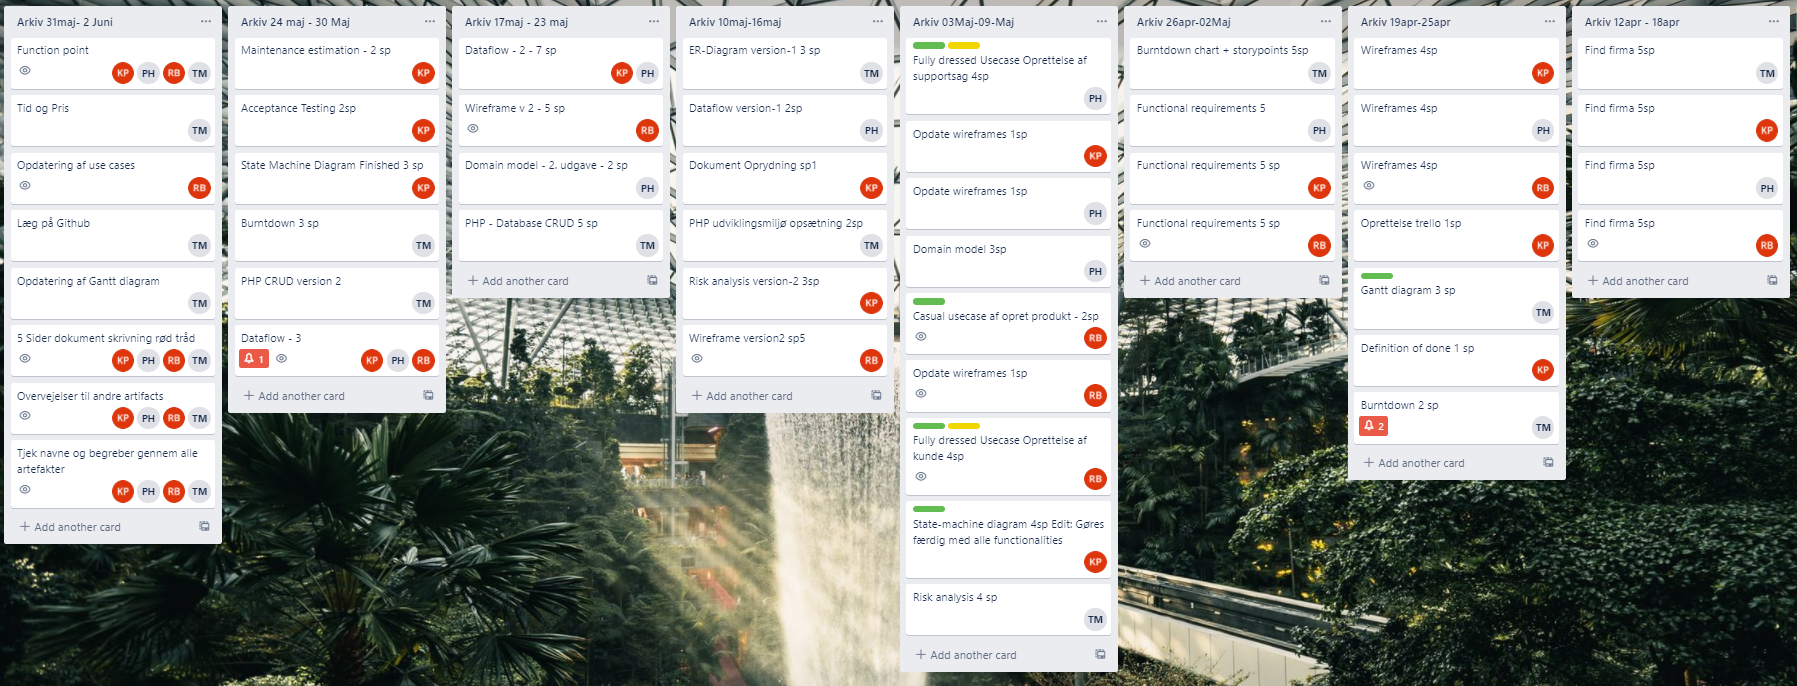 Arkiv 31maj- 2 Juni
Function point
KP PH RB TM
Tid og Pris
TM
Opdatering af use cases
RB
Læg på Github
TM
Opdatering af Gantt diagram
TM
5 Sider dokument skrivning rød tråd
KP PH RB TM
Overvejelser til andre artifacts
KP PH RB TM
Tjek navne og begreber gennem alle
artefakter
KP PH RB TM
+ Add another card
Arkiv 24 maj - 30 Maj
Maintenance estimation - 2 sp
KP
Acceptance Testing 2sp
KP
State Machine Diagram Finished 3 sp
KP
Burntdown 3 sp
TM
PHP CRUD version 2
TM
Dataflow - 3
1 KP PH RB
+ Add another card
Arkiv 17maj - 23 maj
Dataflow - 2 - 7 sp
KP PH
Wireframe v 2 - 5 sp
RB
Domain model - 2. udgave - 2 sp
PH
PHP - Database CRUD 5 sp
TM
+ Add another card
Arkiv 10maj-16maj
ER-Diagram version-1 3 sp
TM
Dataflow version-1 2sp
PH
Dokument Oprydning sp1
KP
PHP udviklingsmiljø opsætning 2sp
TM
Risk analysis version-2 3sp
KP
Wireframe version2 sp5
RB
+ Add another card
Arkiv 03Maj-09-Maj
Fully dressed Usecase Oprettelse af
supportsag 4sp
PH
Opdate wireframes 1sp
KP
Opdate wireframes 1sp
PH
Domain model 3sp
PH
Casual usecase af opret produkt - 2sp
RB
Opdate wireframes 1sp
RB
Fully dressed Usecase Oprettelse af
kunde 4sp
RB
State-machine diagram 4sp Edit: Gøres
færdig med alle functionalities
KP
Risk analysis 4 sp
TM
+ Add another card
Arkiv 26apr-02Maj
Burntdown chart + storypoints 5sp
TM
Functional requirements 5
PH
Functional requirements 5 sp
KP
Functional requirements 5 sp
RB
+ Add another card
Arkiv 19apr-25apr
Wireframes 4sp
KP
Wireframes 4sp
PH
Wireframes 4sp
RB
Oprettelse trello 1sp
KP
Gantt diagram 3 sp
TM
Definition of done 1 sp
KP
Burntdown 2 sp
2 TM
+ Add another card
Arkiv 12apr - 18apr
Find firma 5sp
TM
Find firma 5sp
KP
Find firma 5sp
PH
Find firma 5sp
RB
+ Add another card